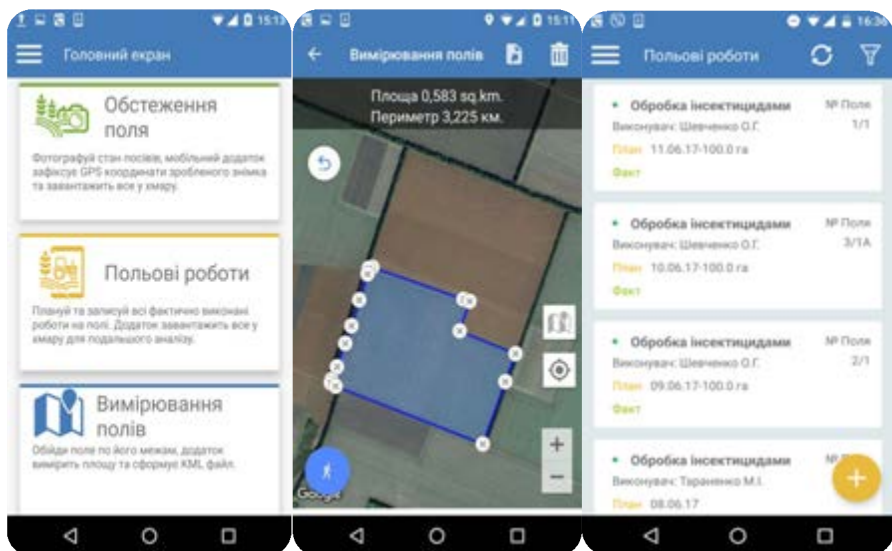 15:13
Головний екран
Обстеження
поля
Фотографуй стан посівів, мобільний додаток
зафіксує GPS координати зробленого знімка
та завантажить все у хмару.
Польові роботи
Плануй та записуй всі фактично виконані
роботи на полі. Додаток завантажить все у
хмару для подальшого аналізу.
Вимірювання
полів
Обійди поле по його межам, додаток
виміряє площу та сформує KML файл.
15:11
Вимірювання полів
Площа 0,583 sq.km.
Периметр 3,225 км.
Google
16:36
Польові роботи
Обробка інсектицидами № Поля
Виконувач: Шевченко О.Г. 1/1
План 11.06.17-100.0 га
Факт
Обробка інсектицидами № Поля
Виконувач: Шевченко О.Г. 3/1А
План 10.06.17-100.0 га
Факт
Обробка інсектицидами № Поля
Виконувач: Шевченко О.Г. 2/1
План 09.06.17-100.0 га
Факт
Обробка інсектицидами №
Виконувач: Тараненко М.І.
План 08.06.17